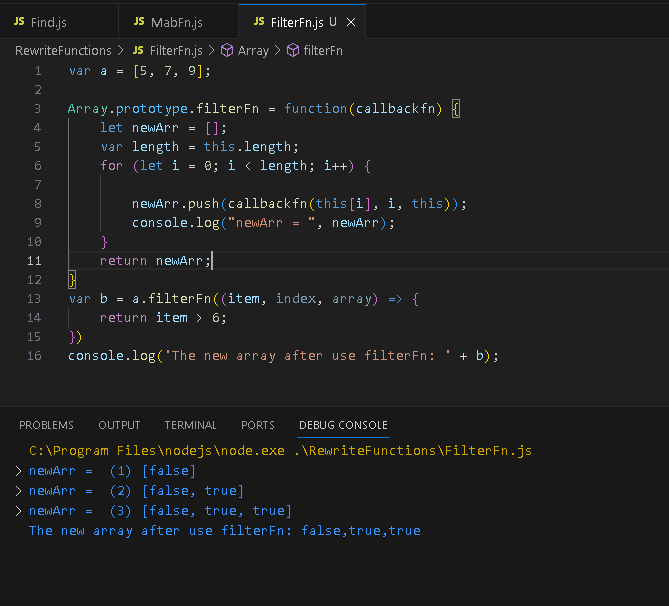 JS Find.js JS MabFn.js JS FilterFn.js U
RewriteFunctions > JS FilterFn.js > Array > filterFn
1 var a = [5, 7, 9];
2
3 Array.prototype.filterFn = function(callbackfn) {
4 let newArr = [];
5 var length = this.length;
6 for (let i = 0; i < length; i++) {
7
8 newArr.push(callbackfn(this[i], i, this));
9 console.log("newArr = ", newArr);
10 }
11 return newArr;
12 }
13 var b = a.filterFn((item, index, array) => {
14 return item > 6;
15 })
16 console.log('The new array after use filterFn: ' + b);
PROBLEMS OUTPUT TERMINAL PORTS DEBUG CONSOLE
C:\Program Files\nodejs\node.exe .\RewriteFunctions\FilterFn.js
> newArr = (1) [false]
> newArr = (2) [false, true]
> newArr = (3) [false, true, true]
The new array after use filterFn: false,true,true